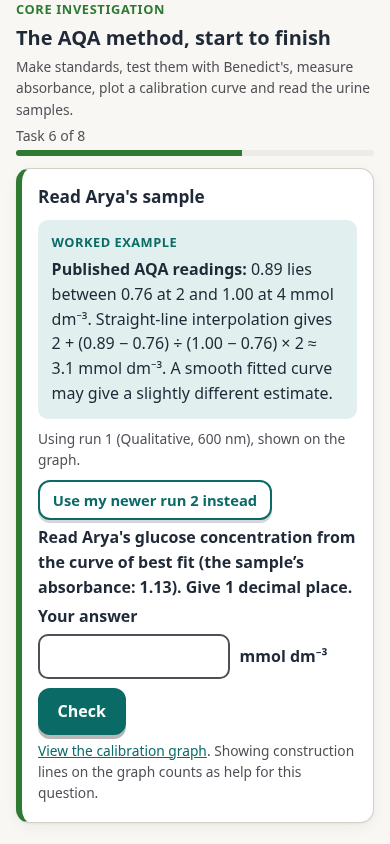 CORE INVESTIGATION
The AQA method, start to finish
Make standards, test them with Benedict's, measure
absorbance, plot a calibration curve and read the urine
samples.
Task 6 of 8
Read Arya's sample
WORKED EXAMPLE
Published AQA readings: 0.89 lies
between 0.76 at 2 and 1.00 at 4 mmol
dm⁻³. Straight-line interpolation gives
2 + (0.89 − 0.76) ÷ (1.00 − 0.76) × 2 ≈
3.1 mmol dm⁻³. A smooth fitted curve
may give a slightly different estimate.
Using run 1 (Qualitative, 600 nm), shown on the
graph.
Use my newer run 2 instead
Read Arya's glucose concentration from
the curve of best fit (the sample’s
absorbance: 1.13). Give 1 decimal place.
Your answer
mmol dm⁻³
Check
View the calibration graph. Showing construction
lines on the graph counts as help for this
question.